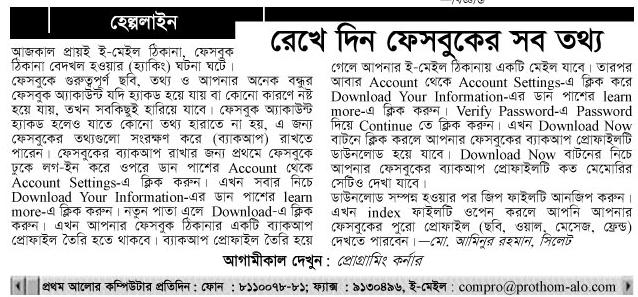 হেল্পলাইন
রেখে দিন ফেসবুকের সব তথ্য
আজকাল প্রায়ই ই-মেইল ঠিকানা, ফেসবুক
ঠিকানা বেদখল হওয়ার (হ্যাকিং) ঘটনা ঘটে।
ফেসবুকে গুরুত্বপূর্ণ ছবি, তথ্য ও আপনার অনেক বন্ধুর
ফেসবুক অ্যাকাউন্ট যদি হ্যাকড হয়ে যায় বা কোনো কারণে নষ্ট
হয়ে যায়, তখন সবকিছুই হারিয়ে যাবে। ফেসবুক অ্যাকাউন্ট
হ্যাকড হলেও যাতে কোনো তথ্য হারাতে না হয়, এ জন্য
ফেসবুকের তথ্যগুলো সংরক্ষণ করে (ব্যাকআপ) রাখতে
পারেন। ফেসবুকের ব্যাকআপ রাখার জন্য প্রথমে ফেসবুকে
ঢুকে লগ-ইন করে ওপরে ডান পাশের Account থেকে
Account Settings-এ ক্লিক করুন। এখন সবার নিচে
Download Your Information-এর ডান পাশের learn
more-এ ক্লিক করুন। নতুন পাতা এলে Download-এ ক্লিক
করুন। এখন আপনার ফেসবুক ঠিকানার একটি ব্যাকআপ
প্রোফাইল তৈরি হতে থাকবে। ব্যাকআপ প্রোফাইল তৈরি হয়ে
গেলে আপনার ই-মেইল ঠিকানায় একটি মেইল যাবে। তারপর
আবার Account থেকে Account Settings-এ ক্লিক করে
Download Your Information-এর ডান পাশের learn
more-এ ক্লিক করুন। Verify Password-এ Password
দিয়ে Continue তে ক্লিক করুন। এখন Download Now
বাটনে ক্লিক করলে আপনার ফেসবুকের ব্যাকআপ প্রোফাইলটি
ডাউনলোড হয়ে যাবে। Download Now বাটনের নিচে
আপনার ফেসবুকের ব্যাকআপ প্রোফাইলটি কত মেমোরির
সেটিও দেখা যাবে।
ডাউনলোড সম্পন্ন হওয়ার পর জিপ ফাইলটি আনজিপ করুন।
এখন index ফাইলটি ওপেন করলে আপনি আপনার
ফেসবুকের পুরো প্রোফাইল (ছবি, ওয়াল, মেসেজ, ফ্রেন্ড)
দেখতে পারবেন। —মো. আমিনুর রহমান, সিলেট
আগামীকাল দেখুন : প্রোগ্রামিং কর্নার
প্রথম আলোর কম্পিউটার প্রতিদিন : ফোন : ৮১১০০৭৮-৮১; ফ্যাক্স : ৯১৩০৪৯৬, ই-মেইল : compro@prothom-alo.com